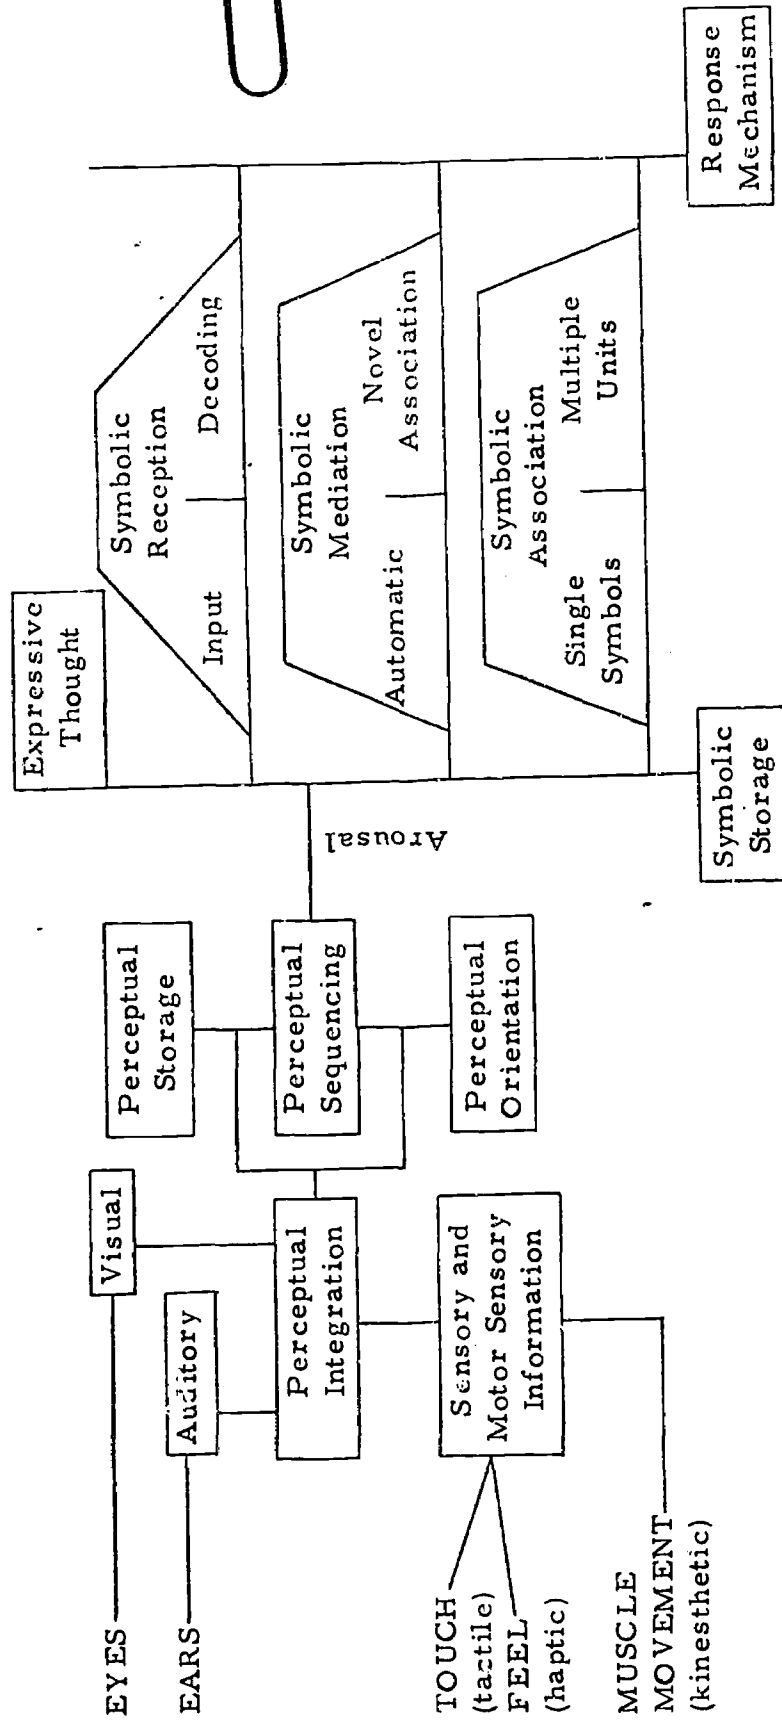 EYES
EARS
TOUCH
(tactile)
FEEL
(haptic)
MUSCLE
MOVEMENT
(kinesthetic)
Visual
Auditory
Perceptual
Integration
Sensory and
Motor Sensory
Information
Perceptual
Storage
Perceptual
Sequencing
Perceptual
Orientation
Arousal
Expressive
Thought
Symbolic
Storage
Symbolic
Reception
Input
Decoding
Symbolic
Mediation
Automatic
Novel
Association
Symbolic
Association
Single
Symbols
Multiple
Units
Response
Mechanism